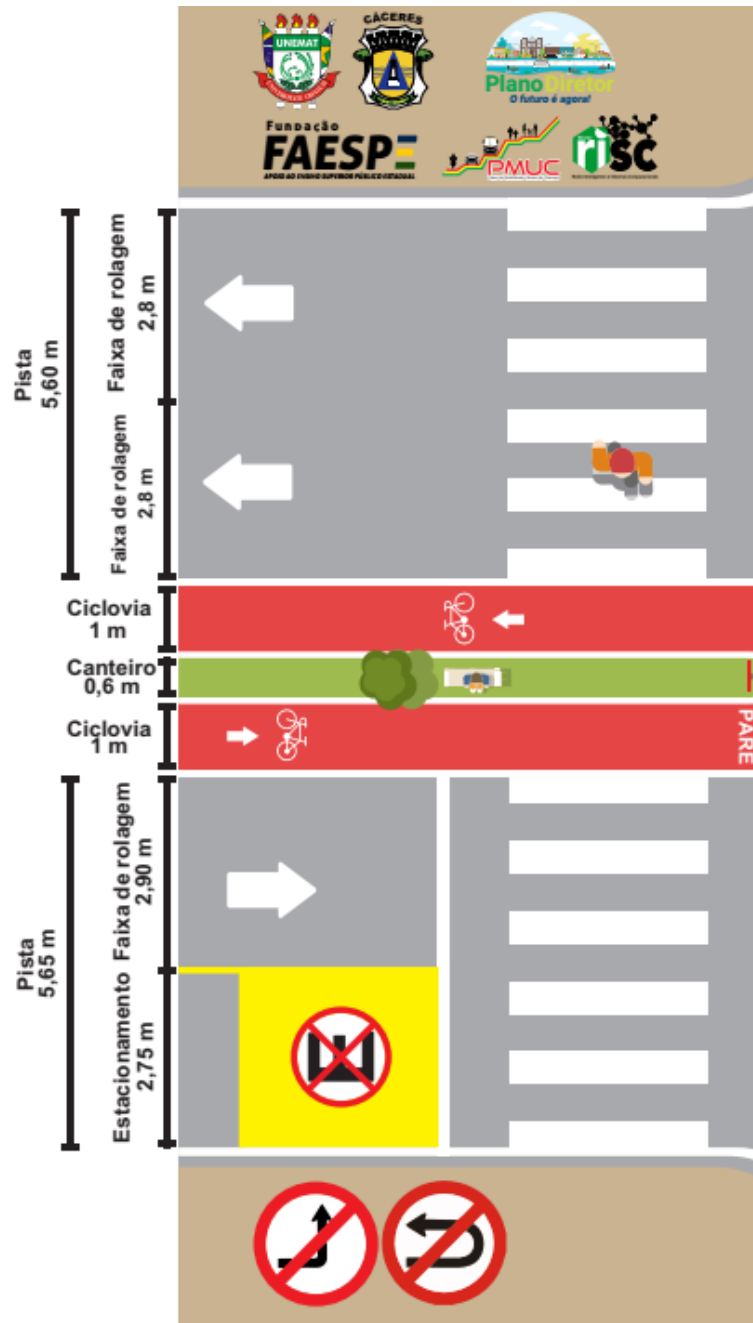 UNEMAT
CÁCERES
Plano Diretor
O futuro é agora!
Fundação
FAESPE
APOIO AO ENSINO SUPERIOR PÚBLICO ESTADUAL
PMUC
riSC
Pista
5,60 m
Faixa de rolagem
2,8 m
Faixa de rolagem
2,8 m
Ciclovia
1 m
Canteiro
0,6 m
Ciclovia
1 m
PARE
Pista
5,65 m
Faixa de rolagem
2,90 m
Estacionamento
2,75 m
E